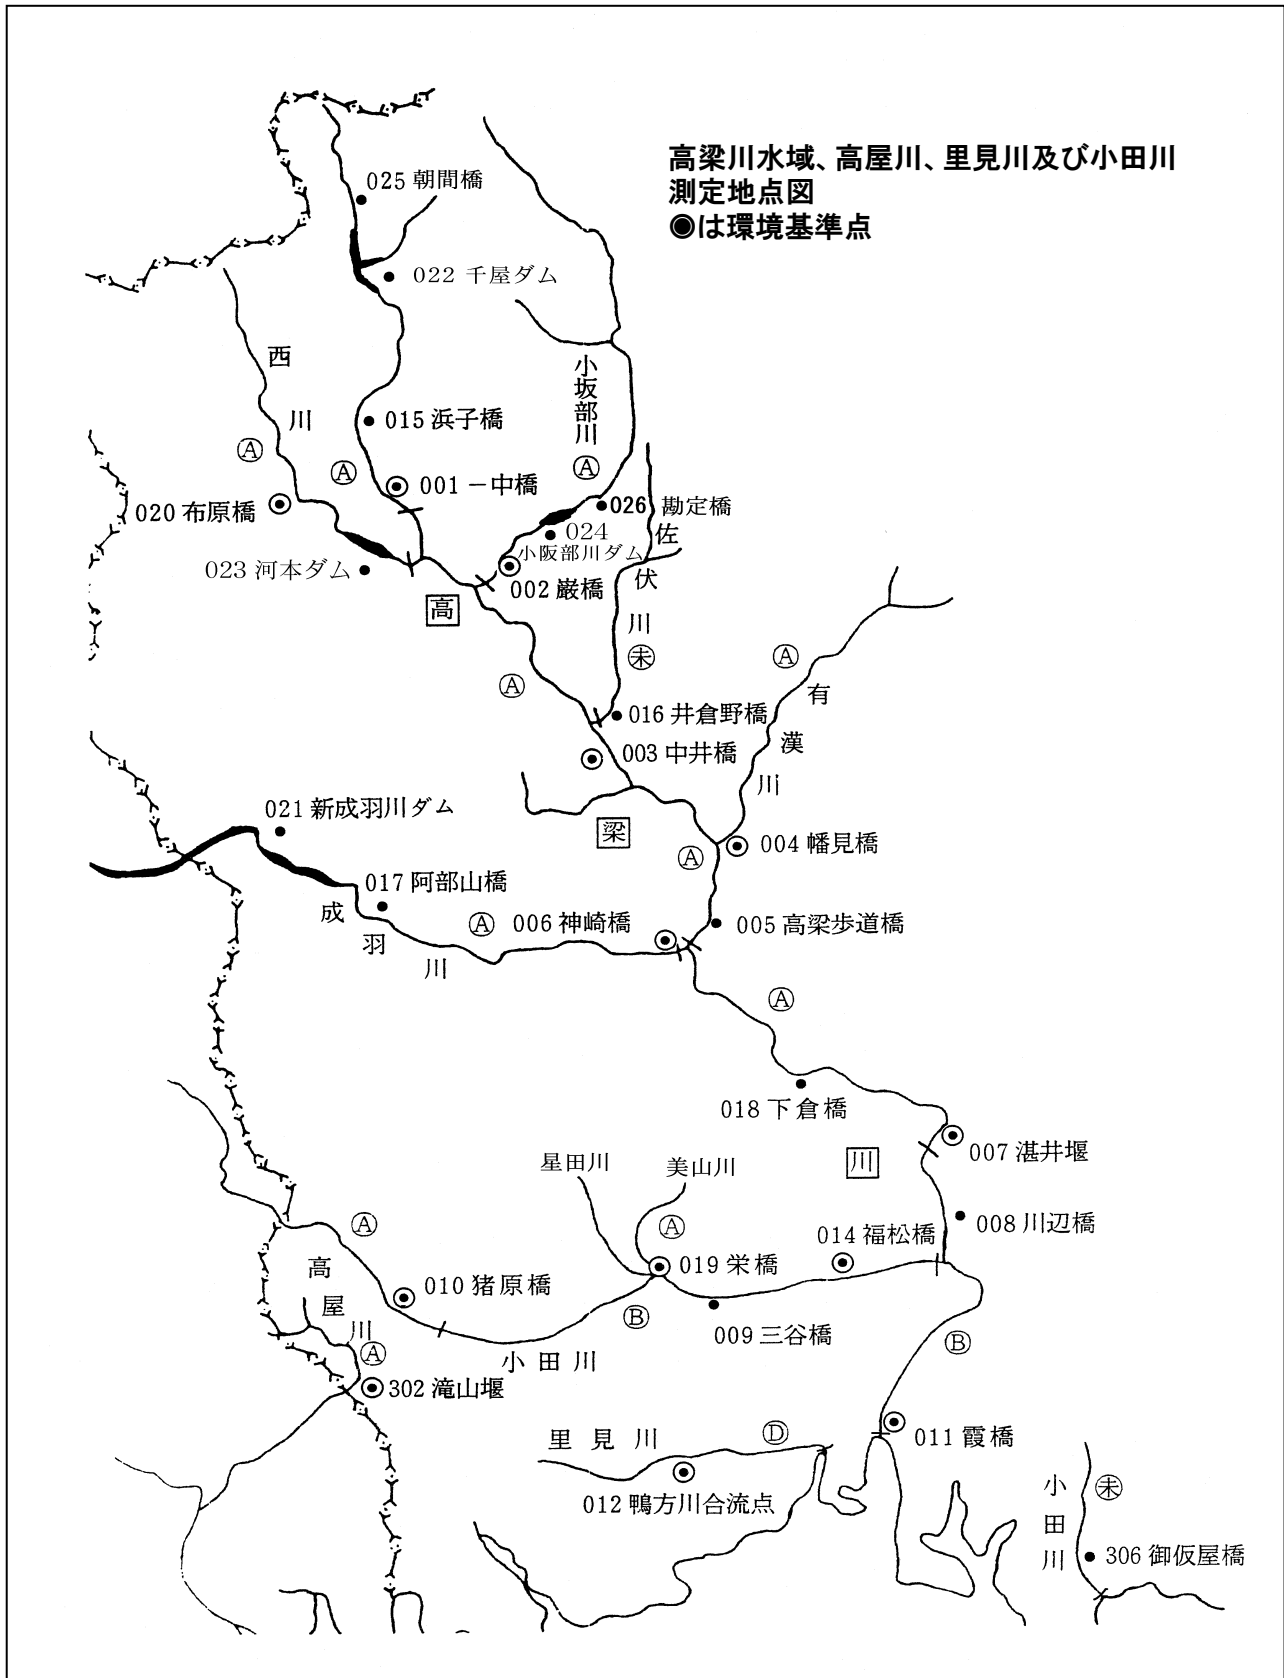 高梁川水域、高屋川、里見川及び小田川
測定地点図
◉は環境基準点
025 朝間橋
022 千屋ダム
西川
小坂部川
015 浜子橋
Ⓐ
Ⓐ
Ⓐ
001 一中橋
020 布原橋
026 勘定橋
024
小阪部川ダム
佐伏川
023 河本ダム
002 巌橋
高
㊍
Ⓐ
Ⓐ
有漢川
016 井倉野橋
003 中井橋
021 新成羽川ダム
梁
004 幡見橋
Ⓐ
017 阿部山橋
成羽川
Ⓐ
006 神崎橋
005 高梁歩道橋
Ⓐ
018 下倉橋
007 湛井堰
川
星田川
美山川
Ⓐ
Ⓐ
008 川辺橋
014 福松橋
019 栄橋
高屋川
010 猪原橋
Ⓑ
009 三谷橋
Ⓑ
小田川
Ⓐ
302 滝山堰
里見川
Ⓓ
011 霞橋
012 鴨方川合流点
小田川
未
306 御仮屋橋